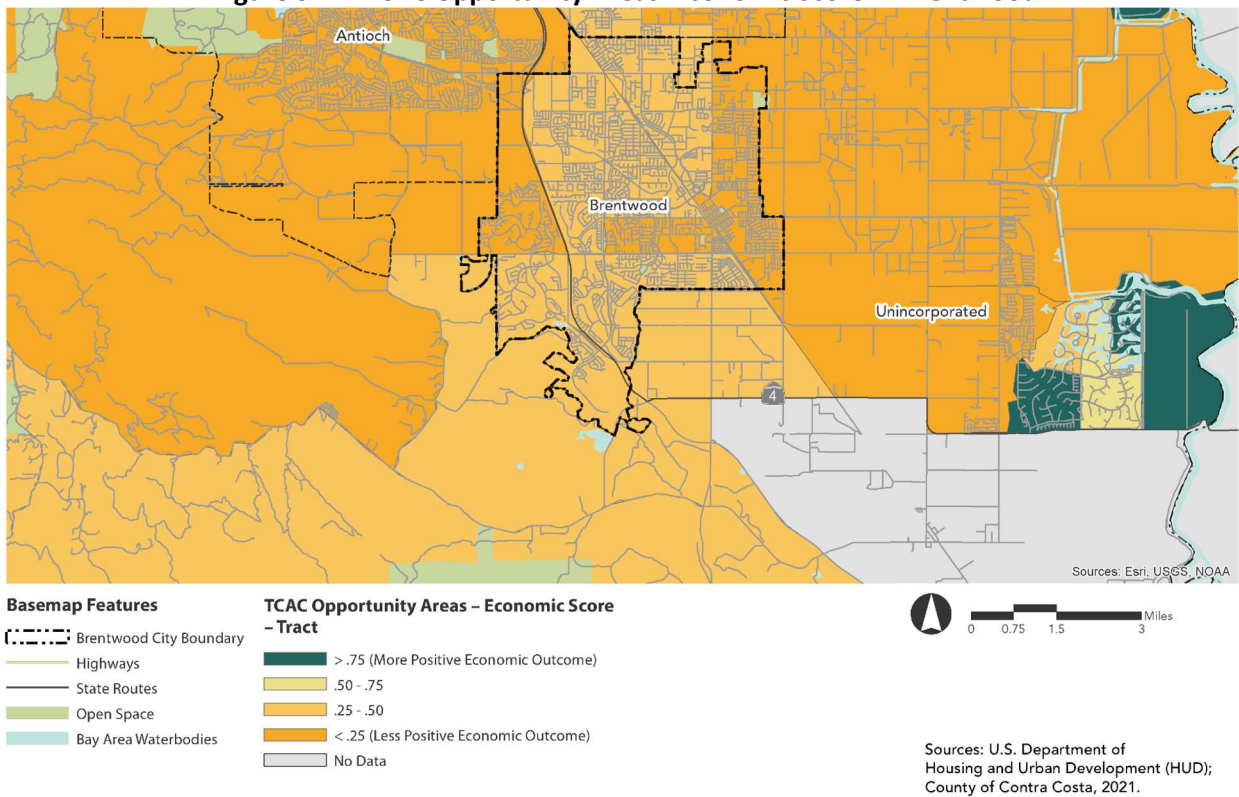 Antioch
Brentwood
Unincorporated
4
Sources: Esri, USGS, NOAA
Basemap Features
Brentwood City Boundary
Highways
State Routes
Open Space
Bay Area Waterbodies
TCAC Opportunity Areas – Economic Score
– Tract
> .75 (More Positive Economic Outcome)
.50 - .75
.25 - .50
< .25 (Less Positive Economic Outcome)
No Data
0 0.75 1.5 3 Miles
Sources: U.S. Department of
Housing and Urban Development (HUD);
County of Contra Costa, 2021.